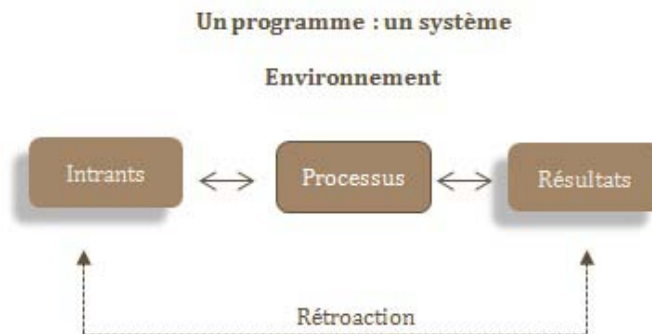 Un programme : un système
Environnement
Intrants
Processus
Résultats
Rétroaction